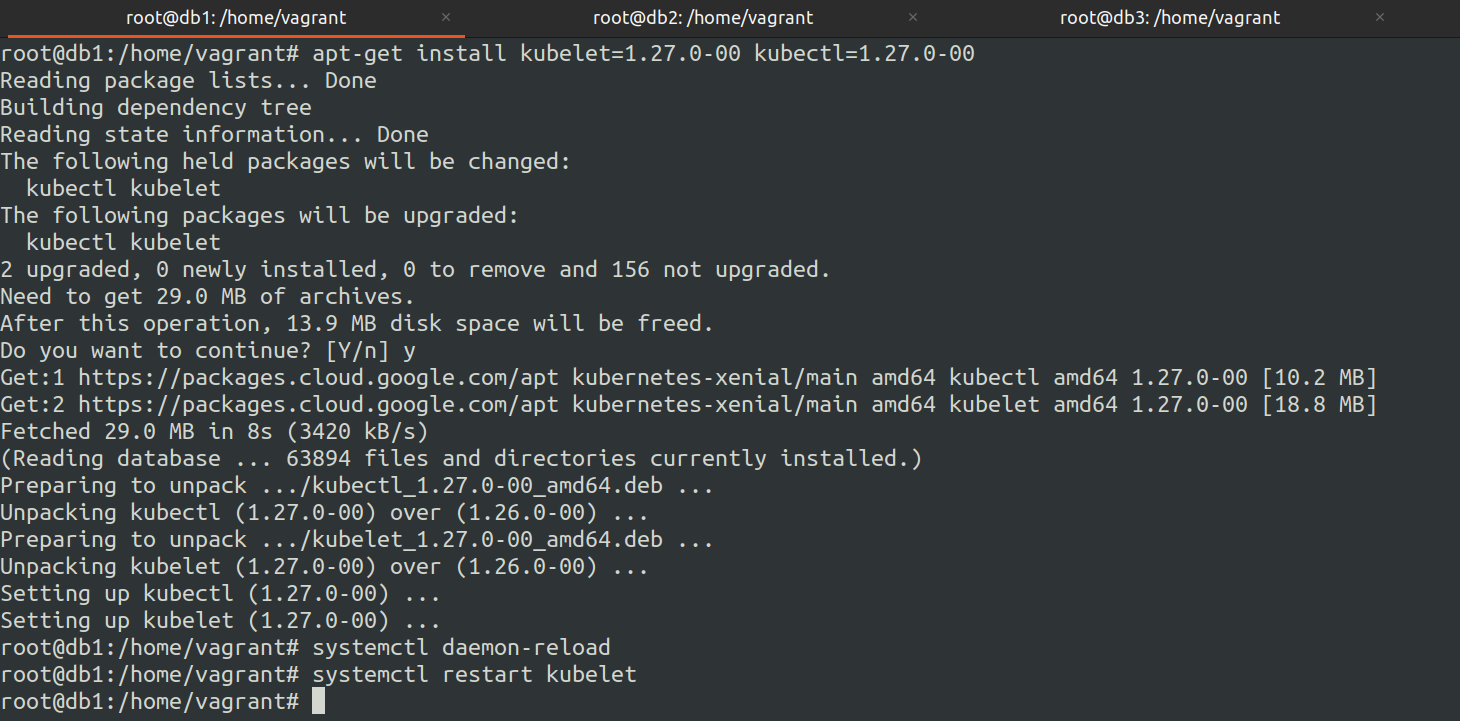 root@db1: /home/vagrant × root@db2: /home/vagrant × root@db3: /home/vagrant ×
root@db1:/home/vagrant# apt-get install kubelet=1.27.0-00 kubectl=1.27.0-00
Reading package lists... Done
Building dependency tree
Reading state information... Done
The following held packages will be changed:
  kubectl kubelet
The following packages will be upgraded:
  kubectl kubelet
2 upgraded, 0 newly installed, 0 to remove and 156 not upgraded.
Need to get 29.0 MB of archives.
After this operation, 13.9 MB disk space will be freed.
Do you want to continue? [Y/n] y
Get:1 https://packages.cloud.google.com/apt kubernetes-xenial/main amd64 kubectl amd64 1.27.0-00 [10.2 MB]
Get:2 https://packages.cloud.google.com/apt kubernetes-xenial/main amd64 kubelet amd64 1.27.0-00 [18.8 MB]
Fetched 29.0 MB in 8s (3420 kB/s)
(Reading database ... 63894 files and directories currently installed.)
Preparing to unpack .../kubectl_1.27.0-00_amd64.deb ...
Unpacking kubectl (1.27.0-00) over (1.26.0-00) ...
Preparing to unpack .../kubelet_1.27.0-00_amd64.deb ...
Unpacking kubelet (1.27.0-00) over (1.26.0-00) ...
Setting up kubectl (1.27.0-00) ...
Setting up kubelet (1.27.0-00) ...
root@db1:/home/vagrant# systemctl daemon-reload
root@db1:/home/vagrant# systemctl restart kubelet
root@db1:/home/vagrant#